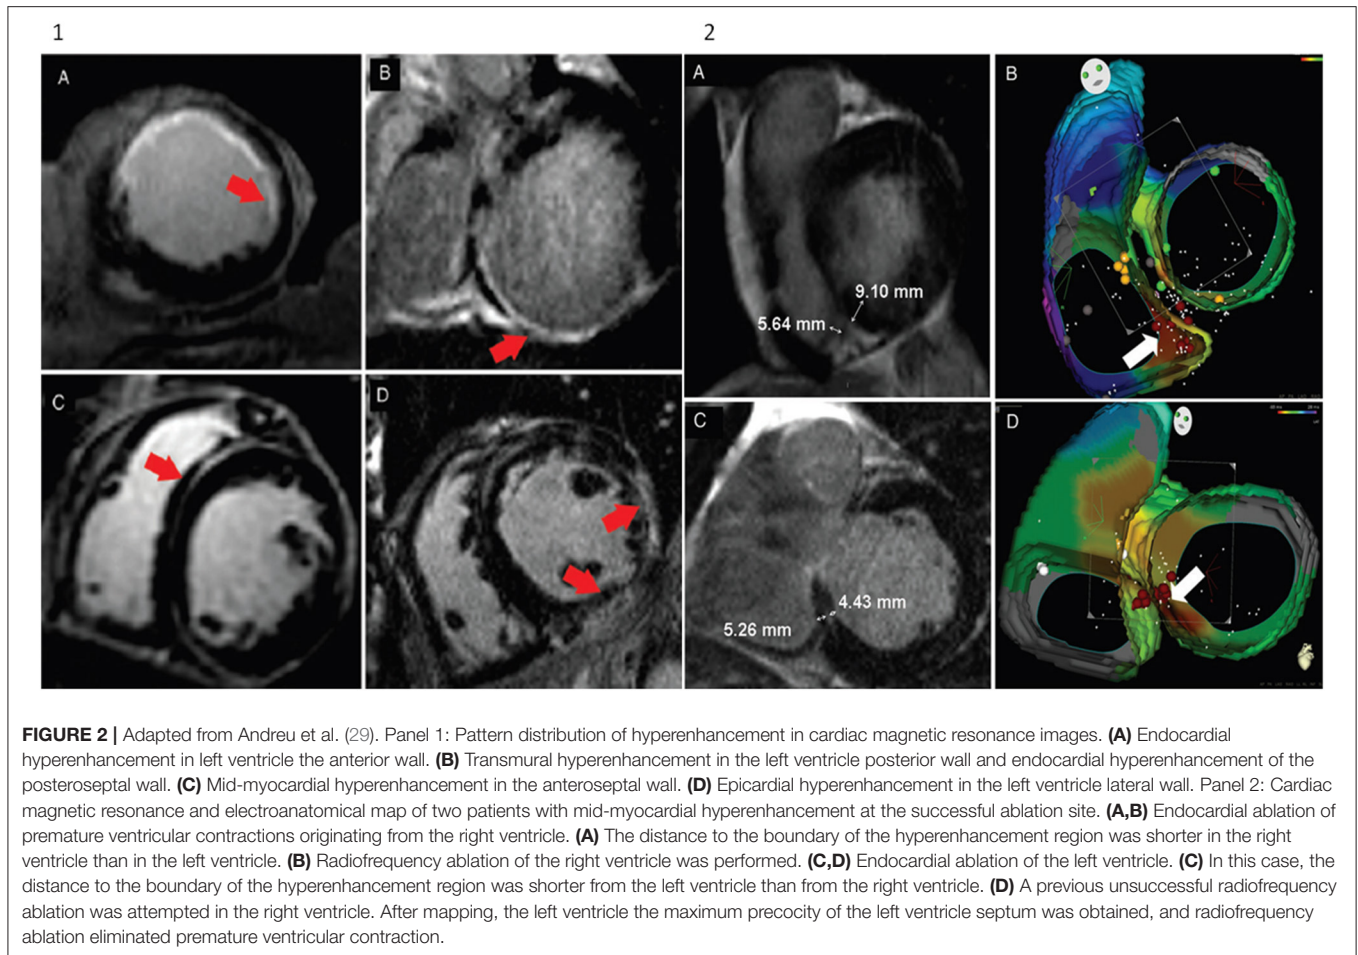 1
2
A
B
A
9.10 mm
5.64 mm
B
C
D
C
4.43 mm
5.26 mm
D
FIGURE 2 | Adapted from Andreu et al. (29). Panel 1: Pattern distribution of hyperenhancement in cardiac magnetic resonance images. (A) Endocardial
hyperenhancement in left ventricle the anterior wall. (B) Transmural hyperenhancement in the left ventricle posterior wall and endocardial hyperenhancement of the
posteroseptal wall. (C) Mid-myocardial hyperenhancement in the anteroseptal wall. (D) Epicardial hyperenhancement in the left ventricle lateral wall. Panel 2: Cardiac
magnetic resonance and electroanatomical map of two patients with mid-myocardial hyperenhancement at the successful ablation site. (A,B) Endocardial ablation of
premature ventricular contractions originating from the right ventricle. (A) The distance to the boundary of the hyperenhancement region was shorter in the right
ventricle than in the left ventricle. (B) Radiofrequency ablation of the right ventricle was performed. (C,D) Endocardial ablation of the left ventricle. (C) In this case, the
distance to the boundary of the hyperenhancement region was shorter from the left ventricle than from the right ventricle. (D) A previous unsuccessful radiofrequency
ablation was attempted in the right ventricle. After mapping, the left ventricle the maximum precocity of the left ventricle septum was obtained, and radiofrequency
ablation eliminated premature ventricular contraction.